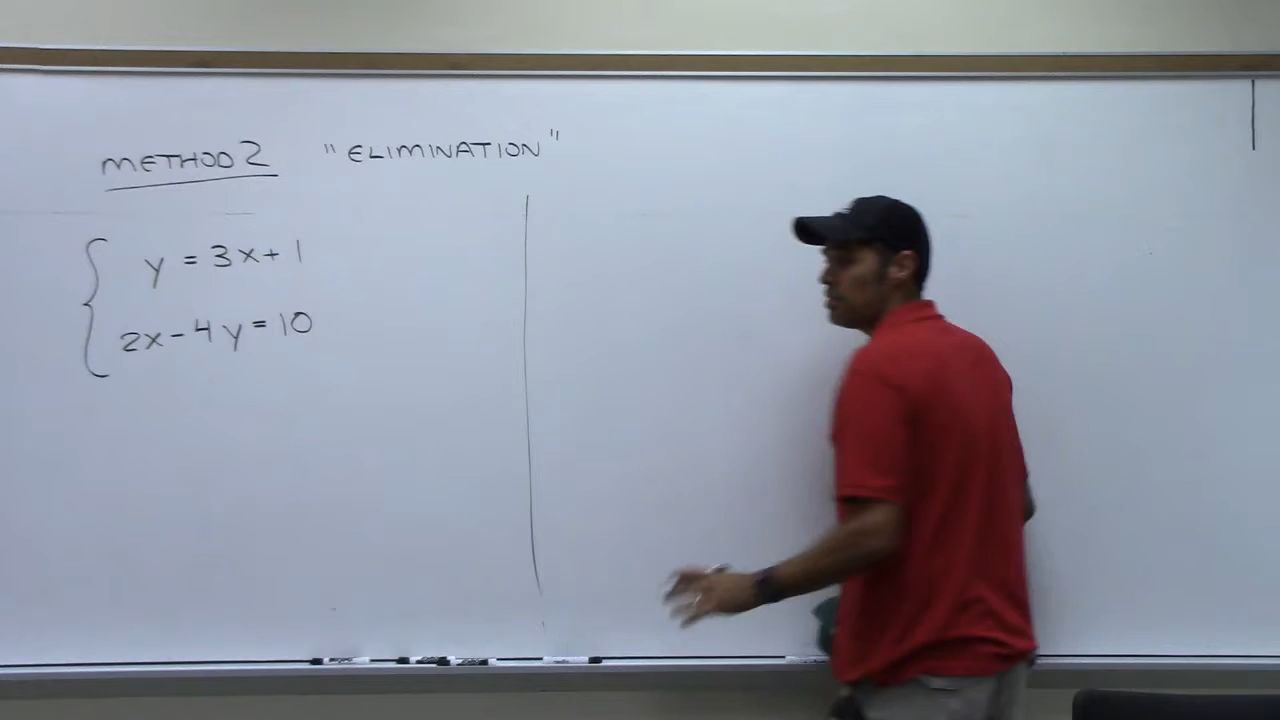 METHOD 2 "ELIMINATION"
y = 3x + 1
2x - 4y = 10